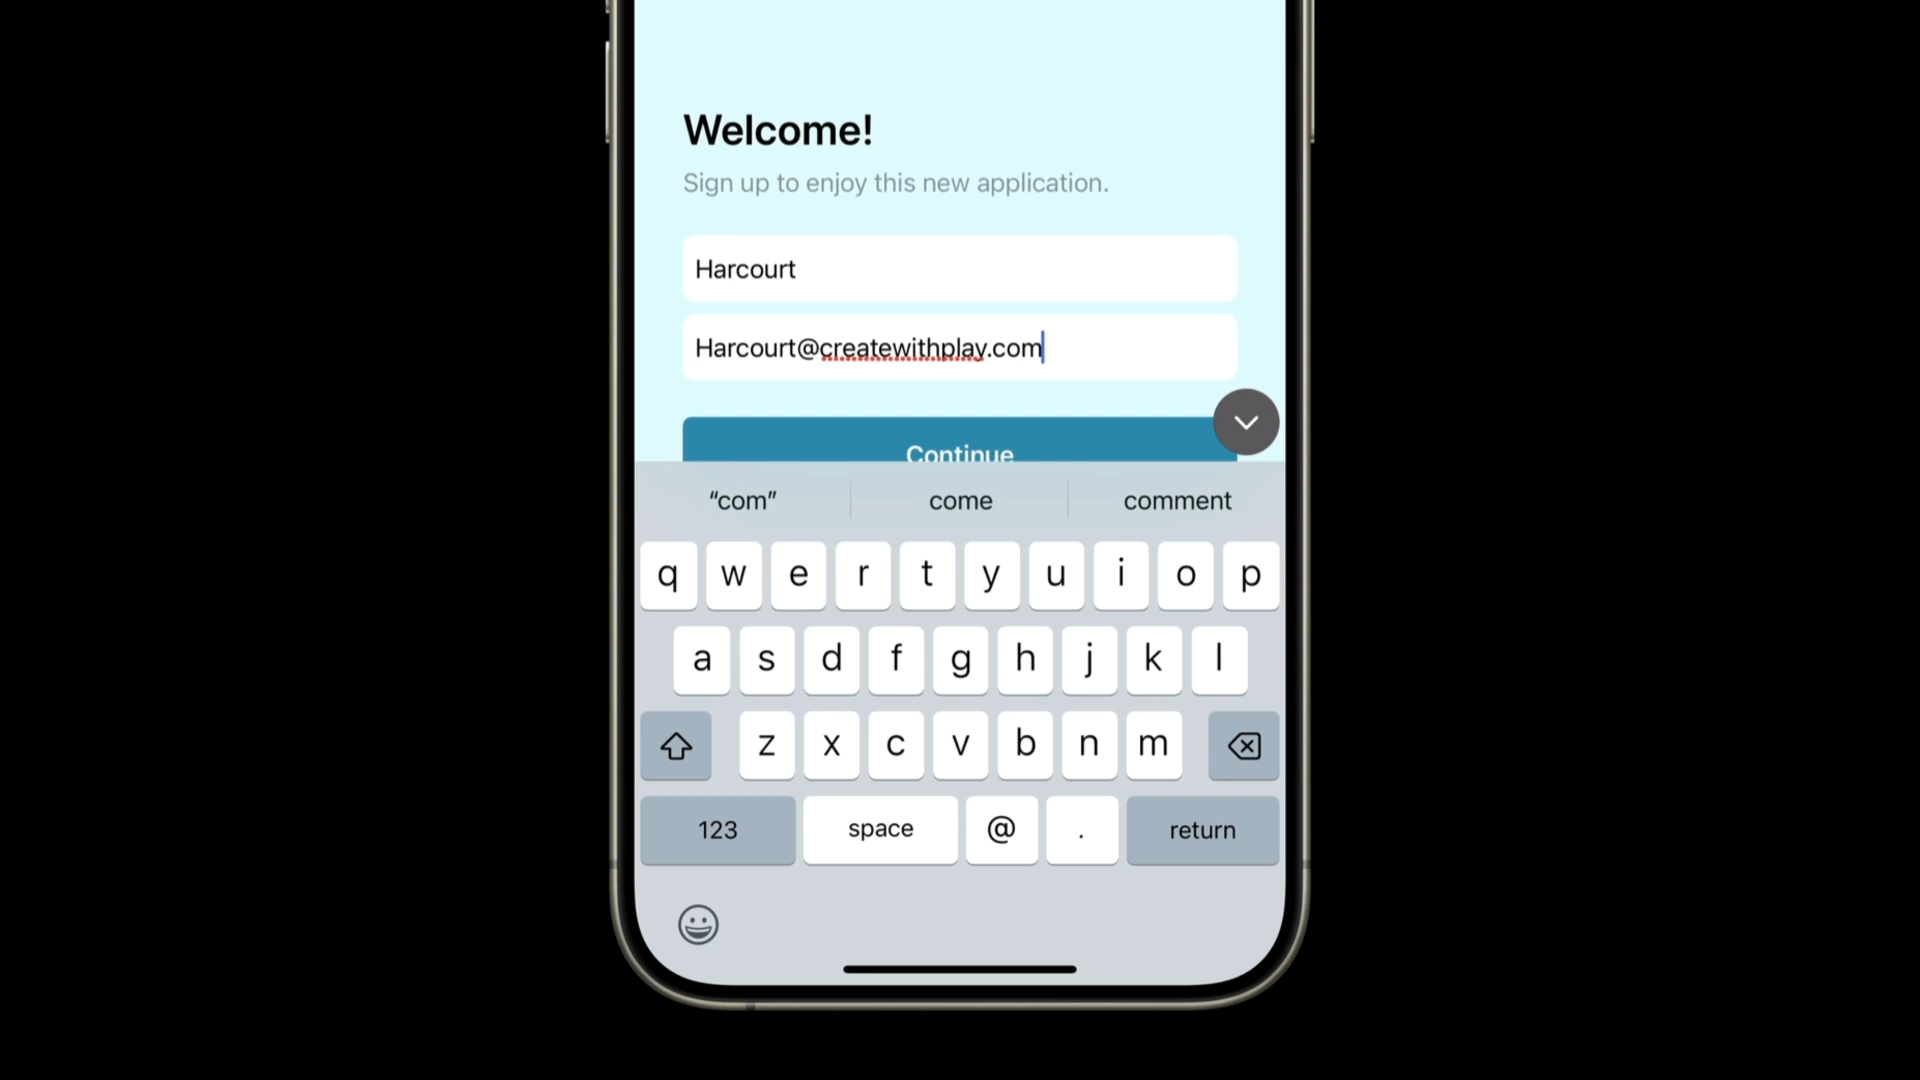 Welcome!
Sign up to enjoy this new application.
Harcourt
Harcourt@createwithplay.com
Continue
“com” come comment
q w e r t y u i o p
a s d f g h j k l
z x c v b n m
123 space @ . return